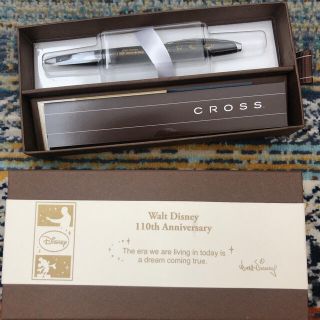 CROSS
Walt Disney
110th Anniversary
Disney
The era we are living in today is
a dream coming true.
Walt Disney